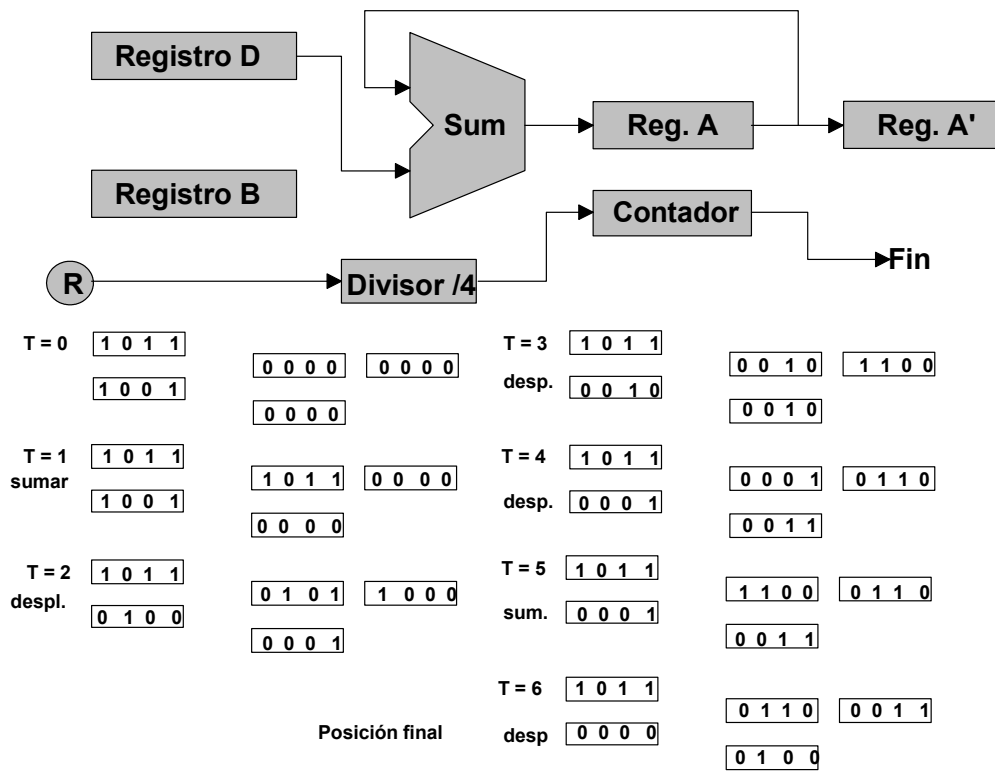 Registro D
Sum
Reg. A
Reg. A'
Registro B
Contador
Fin
R
Divisor /4
T = 0
1 0 1 1
1 0 0 1
0 0 0 0
0 0 0 0
0 0 0 0
T = 1
sumar
1 0 1 1
1 0 0 1
1 0 1 1
0 0 0 0
0 0 0 0
T = 2
despl.
1 0 1 1
0 1 0 0
0 1 0 1
1 0 0 0
0 0 0 1
T = 3
desp.
1 0 1 1
0 0 1 0
0 0 1 0
1 1 0 0
0 0 1 0
T = 4
desp.
1 0 1 1
0 0 0 1
0 0 0 1
0 1 1 0
0 0 1 1
T = 5
sum.
1 0 1 1
0 0 0 1
1 1 0 0
0 1 1 0
0 0 1 1
T = 6
desp
1 0 1 1
0 0 0 0
0 1 1 0
0 0 1 1
0 1 0 0
Posición final